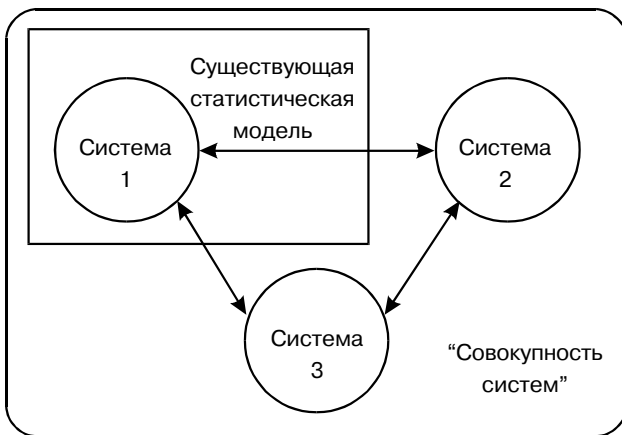 Существующая
статистическая
модель
Система
1
Система
2
Система
3
“Совокупность
систем”